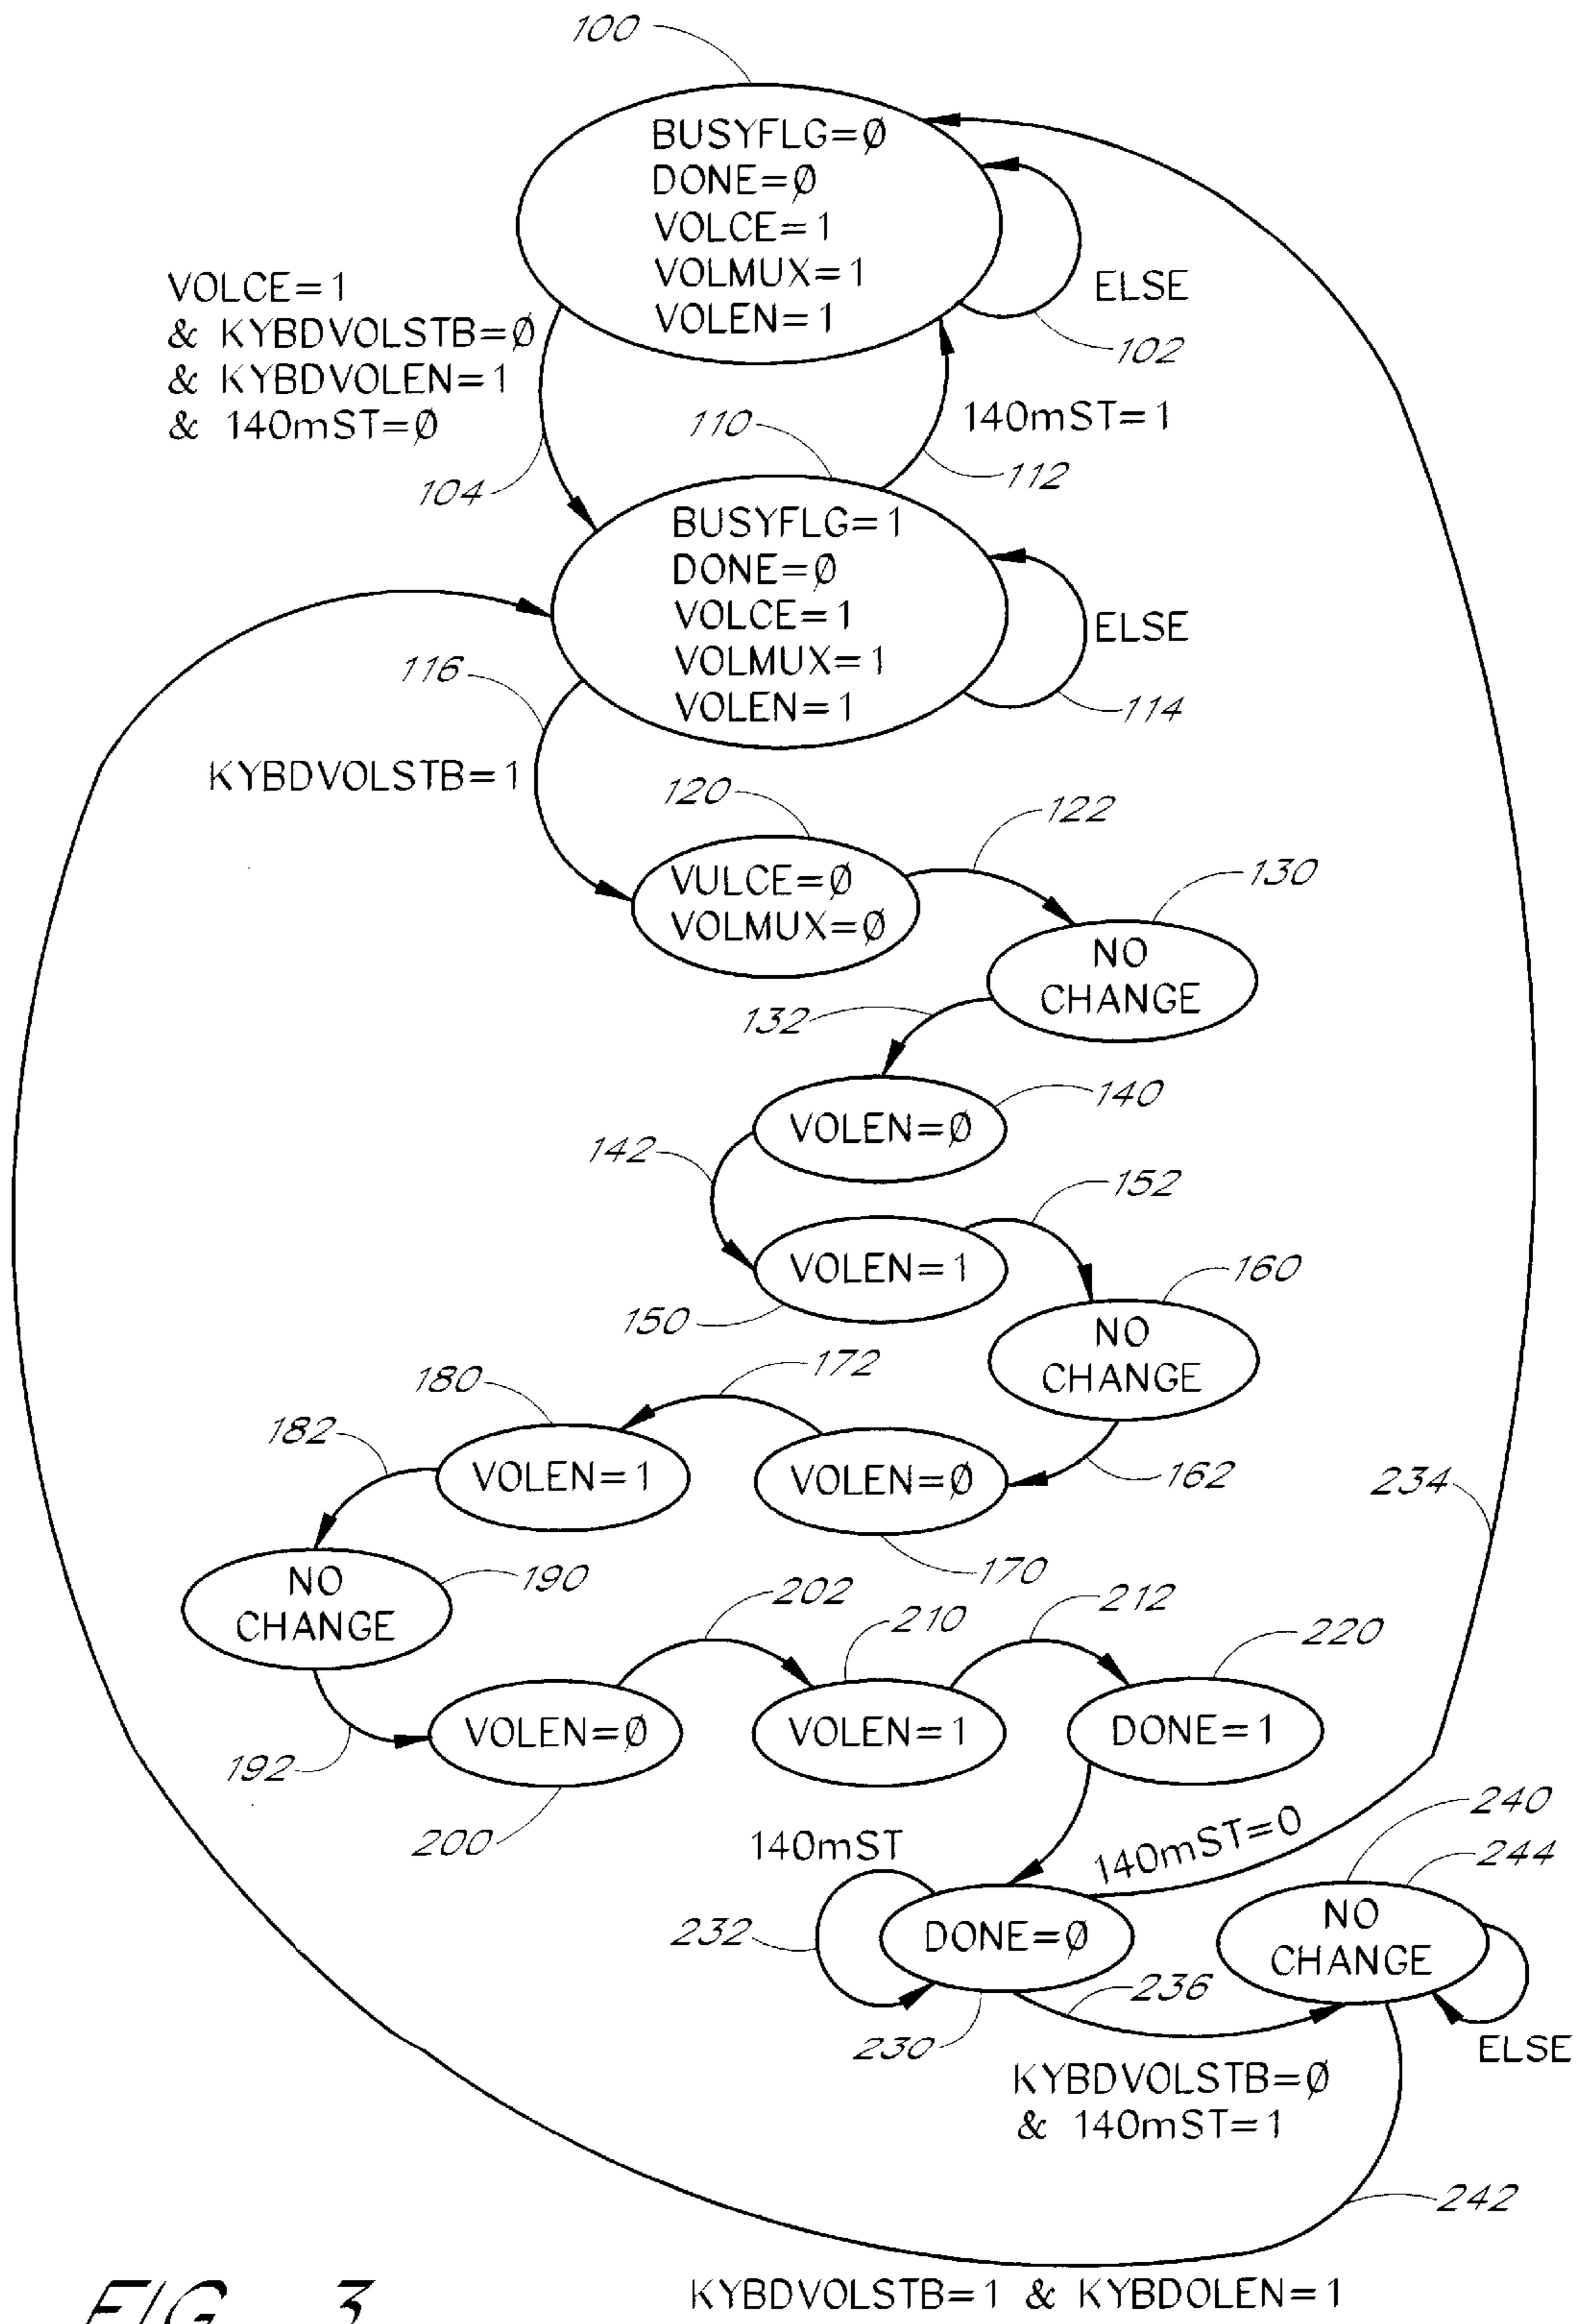 100
BUSYFLG=Ø
DONE=Ø
VOLCE=1
VOLMUX=1
VOLEN=1
ELSE
102
VOLCE=1
& KYBDVOLSTB=Ø
& KYBDVOLEN=1
& 140mST=Ø
104
110
140mST=1
112
BUSYFLG=1
DONE=Ø
VOLCE=1
VOLMUX=1
VOLEN=1
ELSE
114
116
KYBDVOLSTB=1
120
122
VULCE=Ø
VOLMUX=Ø
130
NO
CHANGE
132
140
VOLEN=Ø
142
152
VOLEN=1
150
160
NO
CHANGE
172
180
182
VOLEN=1
VOLEN=Ø
162
170
234
NO
CHANGE
190
202
210
212
220
192
VOLEN=Ø
VOLEN=1
DONE=1
200
140mST
140mST=0
240
244
232
DONE=Ø
NO
CHANGE
236
230
ELSE
KYBDVOLSTB=Ø
& 140mST=1
242
KYBDVOLSTB=1 & KYBDOLEN=1
FIG. 3